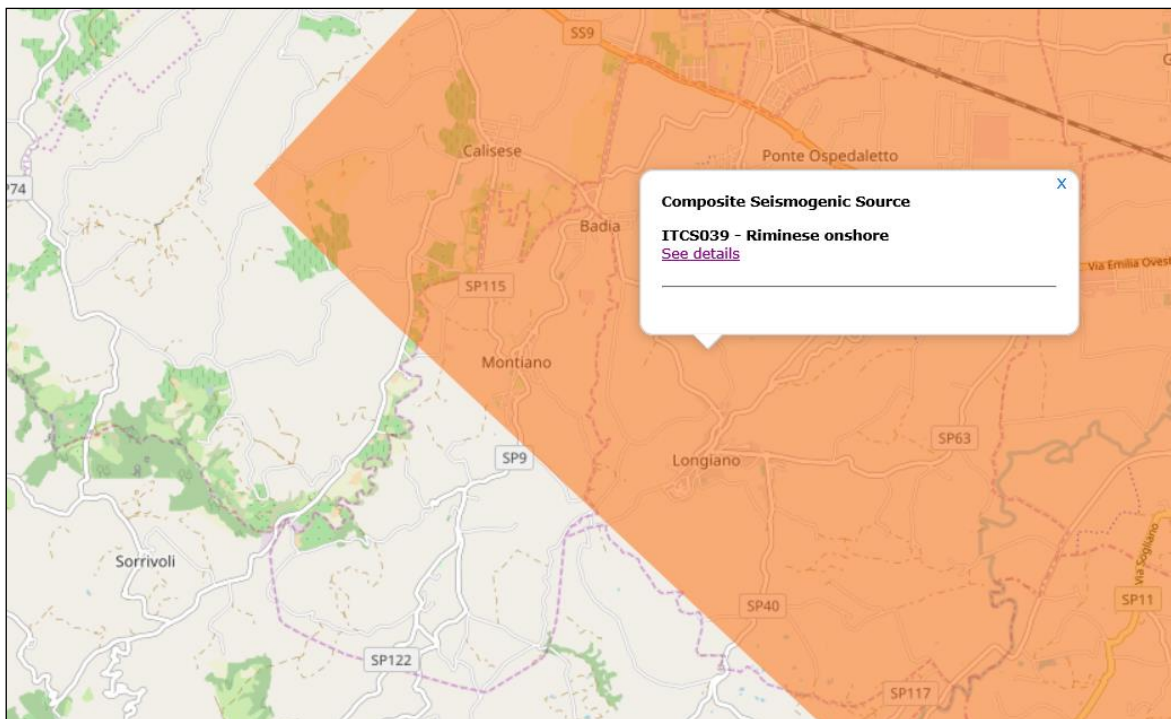 SS9
Calisese
Ponte Ospedaletto
X
Composite Seismogenic Source
ITCS039 - Riminese onshore
See details
P74
Badia
Via Emilia Ovest
SP115
Montiano
SP63
SP9
Longiano
Sorrivoli
Via Sogliano
SP40
SP11
SP122
SP117
G